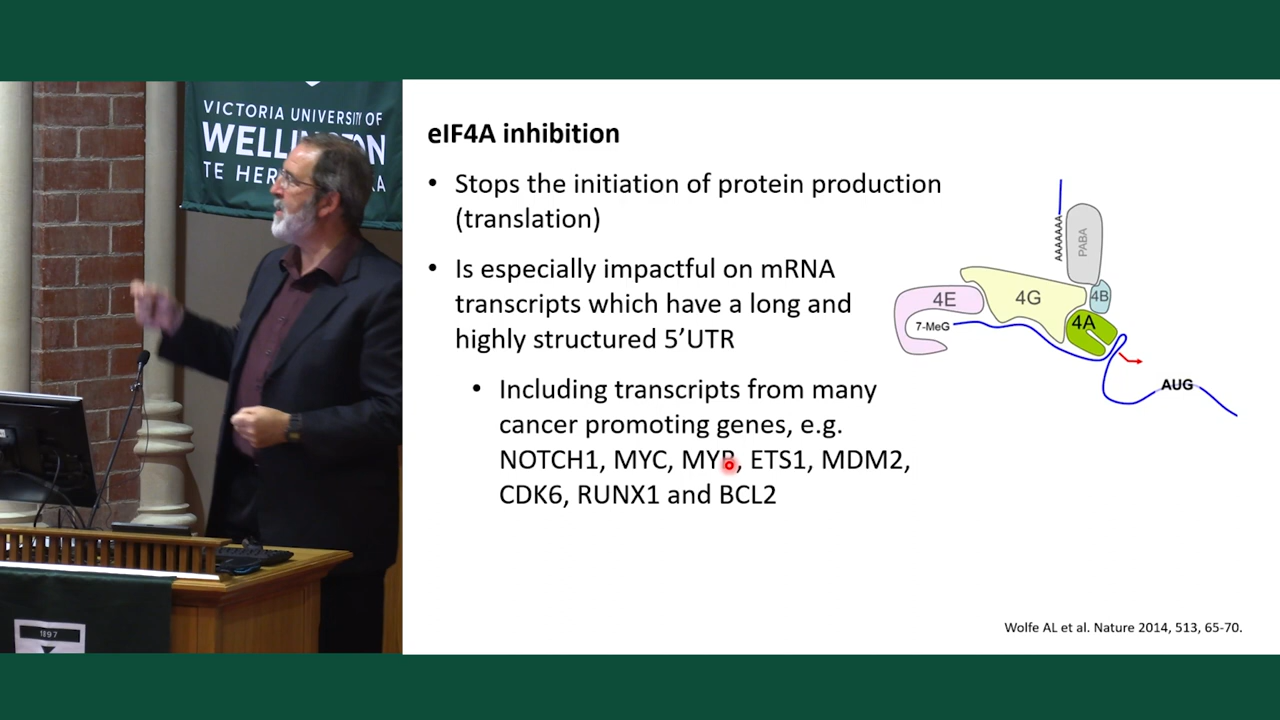 VICTORIA UNIVERSITY OF
WELLINGTON
TE HER
KA
1897
eIF4A inhibition
• Stops the initiation of protein production
(translation)
• Is especially impactful on mRNA
transcripts which have a long and
highly structured 5’UTR
• Including transcripts from many
cancer promoting genes, e.g.
NOTCH1, MYC, MYB, ETS1, MDM2,
CDK6, RUNX1 and BCL2
AAAAAAA
PABA
4E
4G
4B
4A
7-MeG
AUG
Wolfe AL et al. Nature 2014, 513, 65-70.